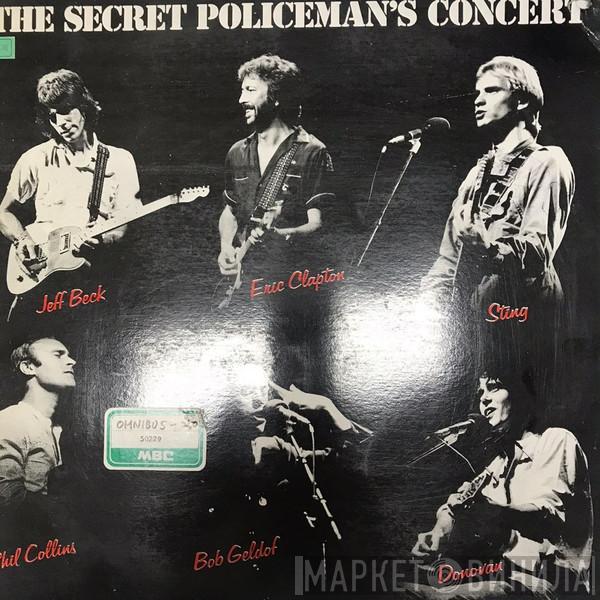 THE SECRET POLICEMAN'S CONCERT
Jeff Beck
Eric Clapton
Sting
OMNIBUS-
50229
MBC
Phil Collins
Bob Geldof
Donovan
МАРКЕТ ВИНИЛА